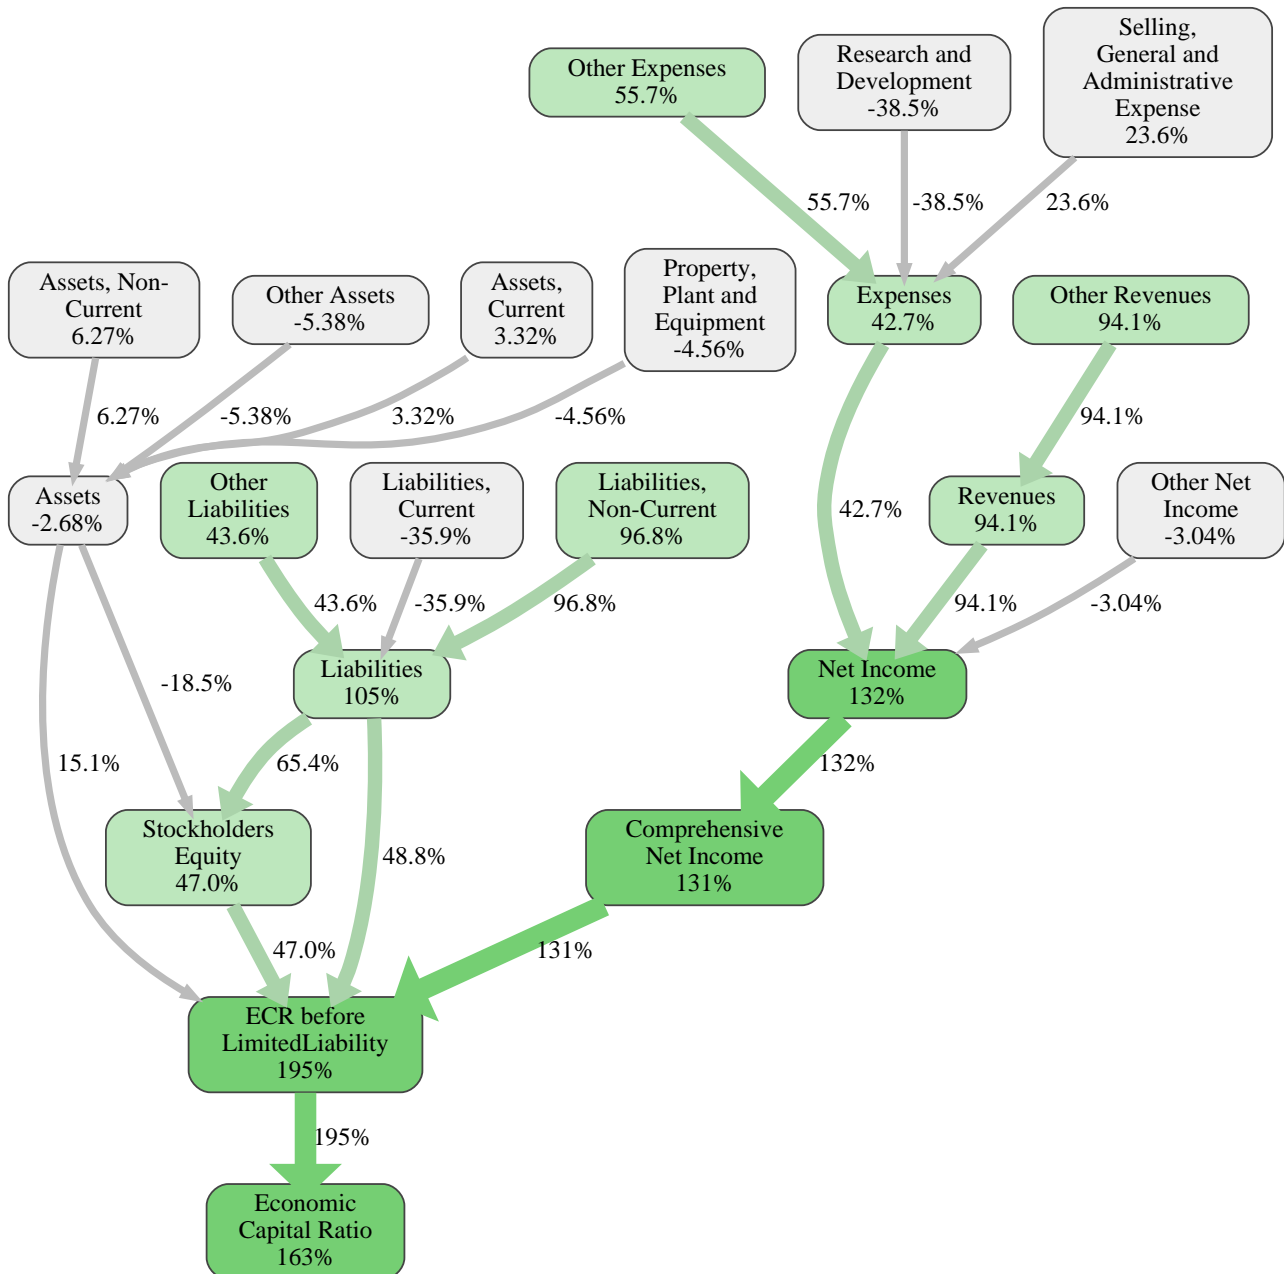 Other Expenses
55.7%
Research and
Development
-38.5%
Selling,
General and
Administrative
Expense
23.6%
55.7%
-38.5%
23.6%
Assets, Non-
Current
6.27%
Other Assets
-5.38%
Assets,
Current
3.32%
Property,
Plant and
Equipment
-4.56%
Expenses
42.7%
Other Revenues
94.1%
6.27%
-5.38%
3.32%
-4.56%
94.1%
Assets
-2.68%
Other
Liabilities
43.6%
Liabilities,
Current
-35.9%
Liabilities,
Non-Current
96.8%
42.7%
Revenues
94.1%
Other Net
Income
-3.04%
43.6%
-35.9%
96.8%
94.1%
-3.04%
-18.5%
Liabilities
105%
Net Income
132%
15.1%
65.4%
132%
Stockholders
Equity
47.0%
48.8%
Comprehensive
Net Income
131%
47.0%
131%
ECR before
LimitedLiability
195%
195%
Economic
Capital Ratio
163%